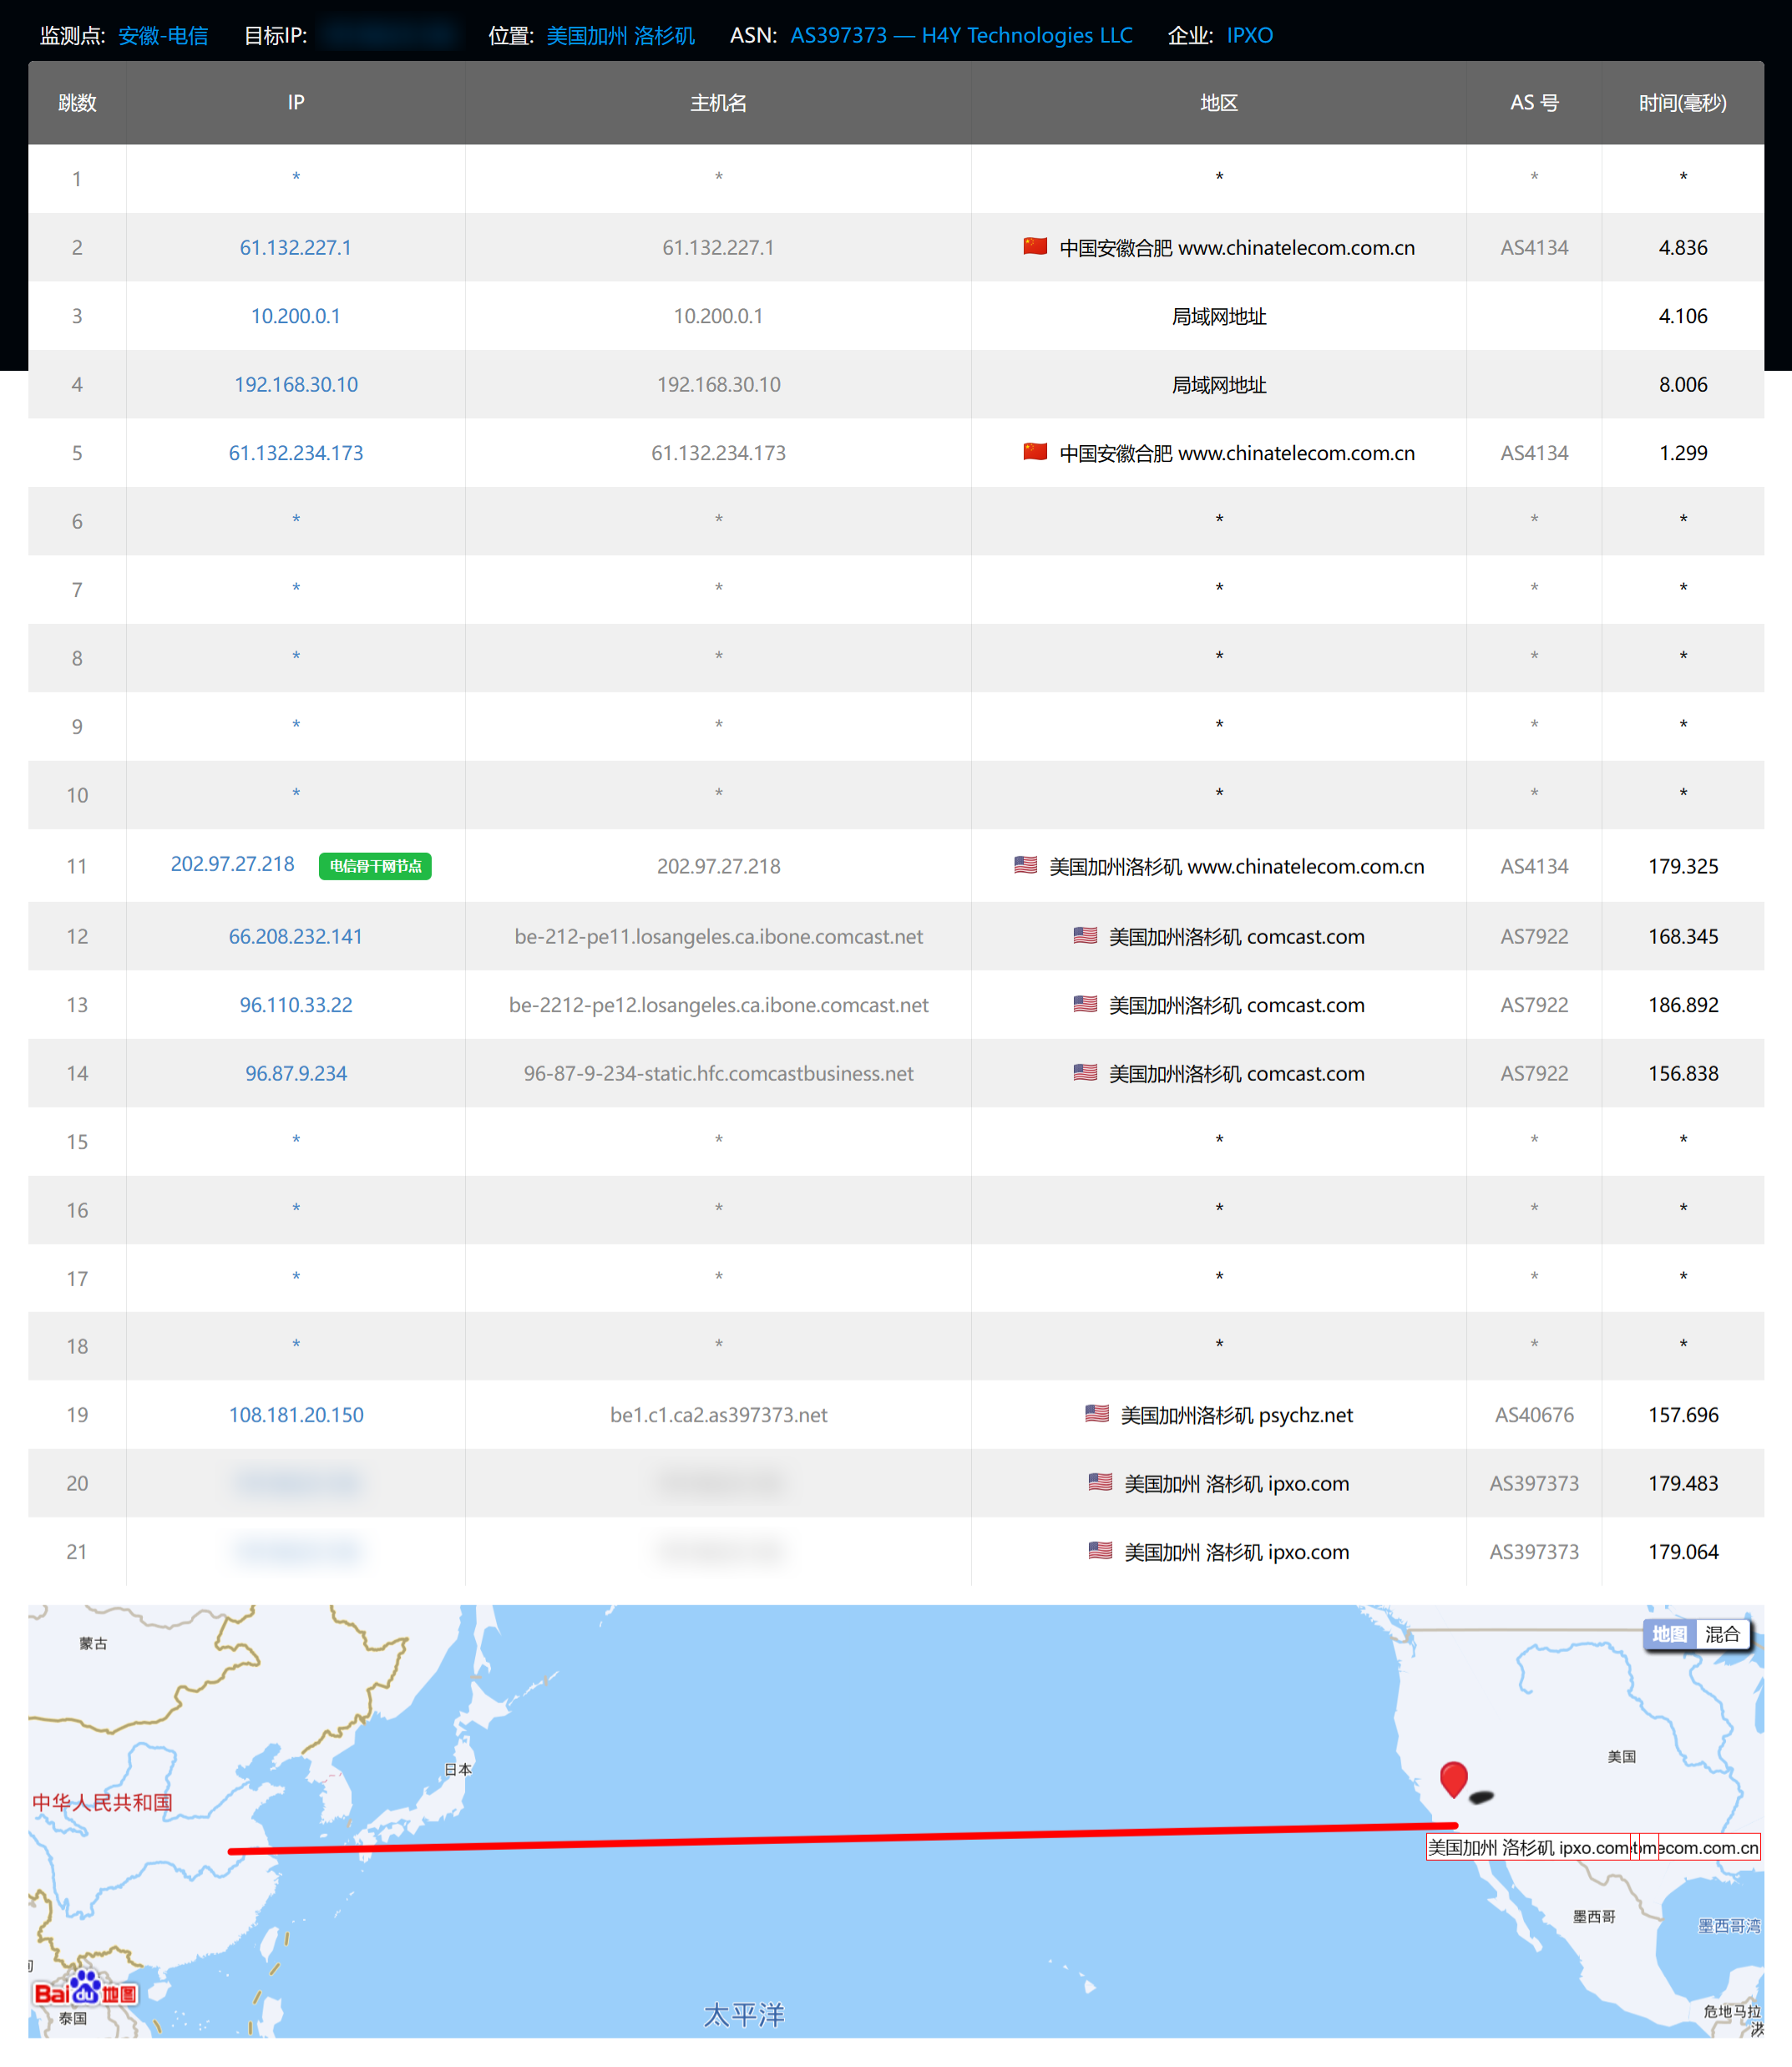 监测点: 安徽-电信 目标IP: 位置: 美国加州 洛杉矶 ASN: AS397373 — H4Y Technologies LLC 企业: IPXO
跳数 IP 主机名 地区 AS 号 时间(毫秒)
1 * * * * *
2 61.132.227.1 61.132.227.1 中国安徽合肥 www.chinatelecom.com.cn AS4134 4.836
3 10.200.0.1 10.200.0.1 局域网地址 4.106
4 192.168.30.10 192.168.30.10 局域网地址 8.006
5 61.132.234.173 61.132.234.173 中国安徽合肥 www.chinatelecom.com.cn AS4134 1.299
6 * * * * *
7 * * * * *
8 * * * * *
9 * * * * *
10 * * * * *
11 202.97.27.218 电信骨干网节点 202.97.27.218 美国加州洛杉矶 www.chinatelecom.com.cn AS4134 179.325
12 66.208.232.141 be-212-pe11.losangeles.ca.ibone.comcast.net 美国加州洛杉矶 comcast.com AS7922 168.345
13 96.110.33.22 be-2212-pe12.losangeles.ca.ibone.comcast.net 美国加州洛杉矶 comcast.com AS7922 186.892
14 96.87.9.234 96-87-9-234-static.hfc.comcastbusiness.net 美国加州洛杉矶 comcast.com AS7922 156.838
15 * * * * *
16 * * * * *
17 * * * * *
18 * * * * *
19 108.181.20.150 be1.c1.ca2.as397373.net 美国加州洛杉矶 psychz.net AS40676 157.696
20 美国加州 洛杉矶 ipxo.com AS397373 179.483
21 美国加州 洛杉矶 ipxo.com AS397373 179.064
地图 混合
蒙古
美国
日本
中华人民共和国
美国加州 洛杉矶 ipxo.com
mecom.com.cn
墨西哥
墨西哥湾
Bai du 地图
太平洋
危地马拉
泰国